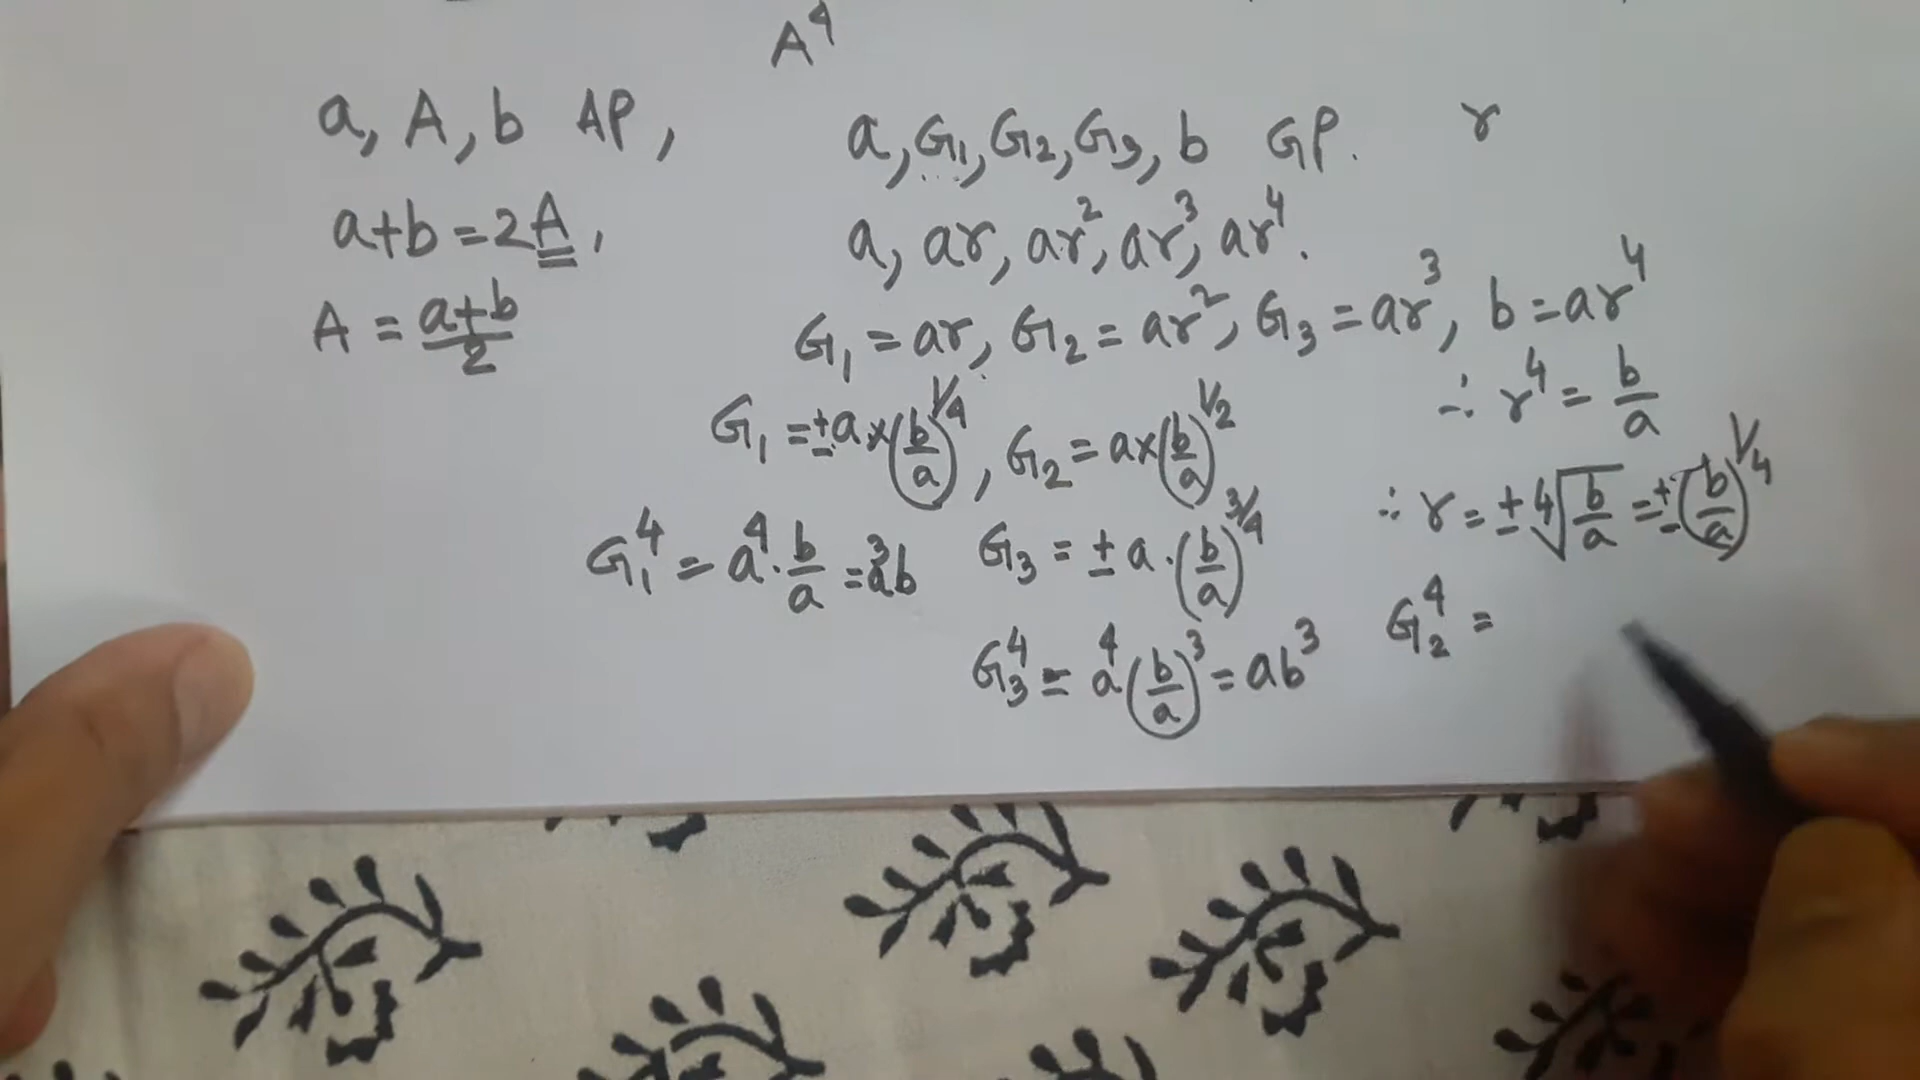 A⁴
a, A, b AP,
a+b = 2A,
A = (a+b)/2
a, G₁, G₂, G₃, b GP. r
a, ar, ar², ar³, ar⁴.
G₁ = ar, G₂ = ar², G₃ = ar³, b = ar⁴
∴ r⁴ = b/a
G₁ = ±a×(b/a)^1/4, G₂ = a×(b/a)^1/2
∴ r = ±⁴√(b/a) = ±(b/a)^1/4
G₁⁴ = a⁴·b/a = a³b
G₃ = ±a·(b/a)^3/4
G₃⁴ = a⁴(b/a)³ = ab³
G₂⁴ =